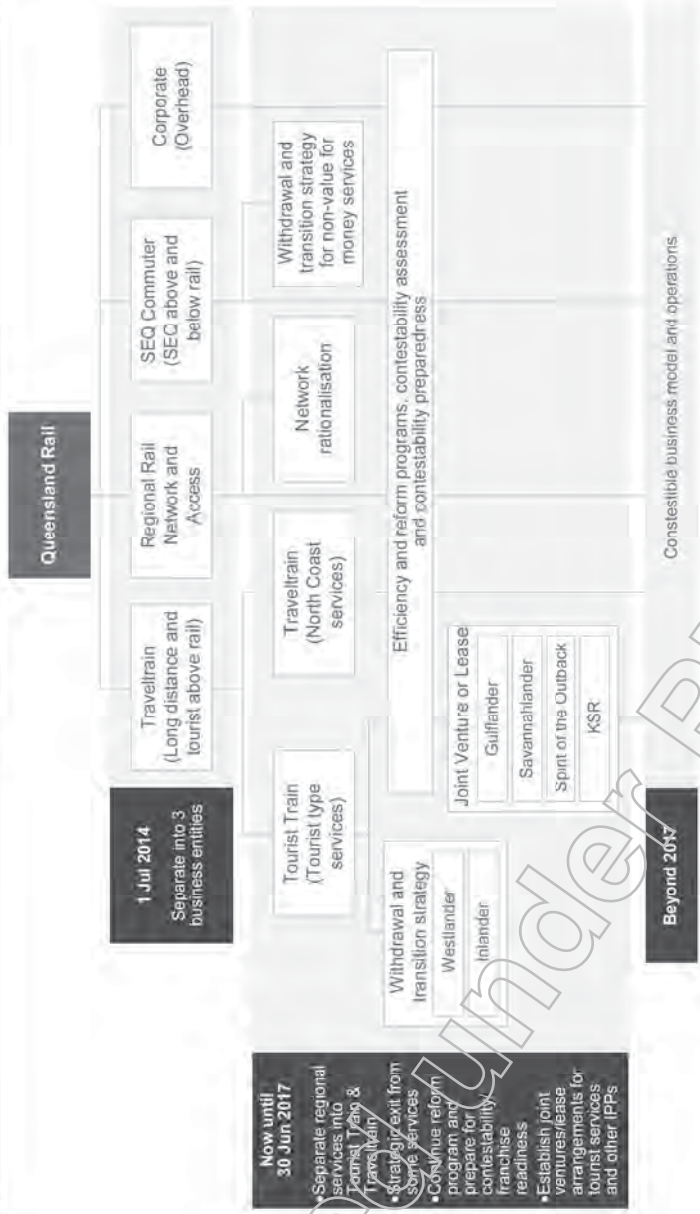 Queensland Rail
1 Jul 2014
Separate into 3
business entities
Traveltrain
(Long distance and
tourist above rail)
Regional Rail
Network and
Access
SEQ Commuter
(SEQ above and
below rail)
Corporate
(Overhead)
Now until
30 Jun 2017
•Separate regional
services into
Tourist Train &
Traveltrain
•Strategic exit from
some services
•Continue reform
program and
prepare for
contestability/
franchise
readiness
•Establish joint
ventures/lease
arrangements for
tourist services
and other IPPs
Tourist Train
(Tourist type
services)
Traveltrain
(North Coast
services)
Network
rationalisation
Withdrawal and
transition strategy
for non-value for
money services
Efficiency and reform programs, contestability assessment
and contestability preparedness
Withdrawal and
transition strategy
Westlander
Inlander
Joint Venture or Lease
Gulflander
Savannahlander
Spirit of the Outback
KSR
Beyond 2017
Constestible business model and operations
under